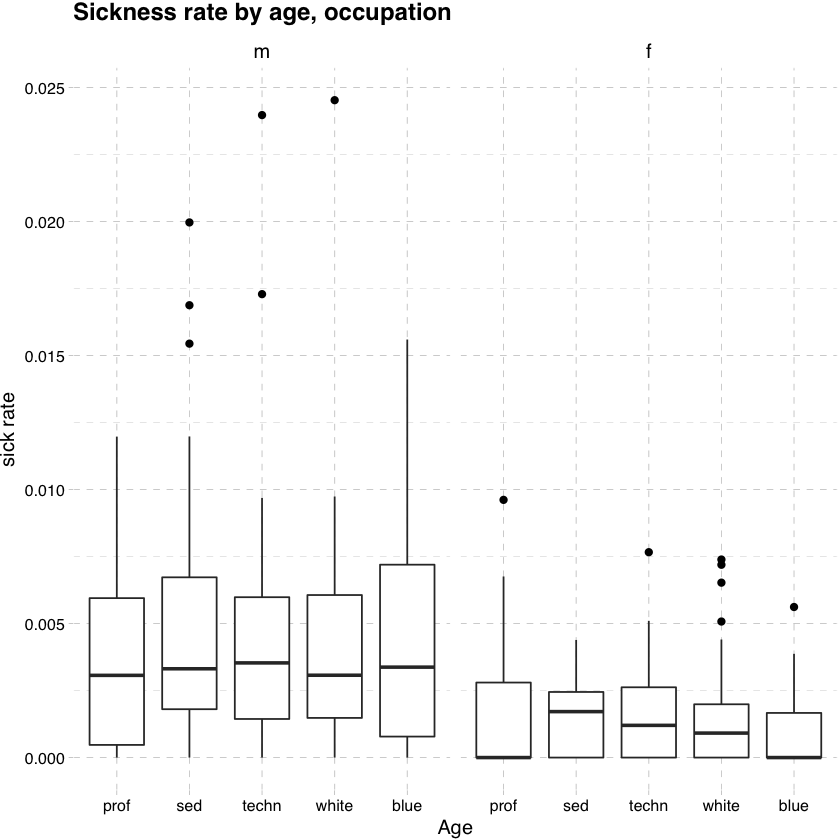 Sickness rate by age, occupation
m f
0.025
0.020
0.015
0.010
0.005
0.000
sick rate
prof sed techn white blue prof sed techn white blue
Age